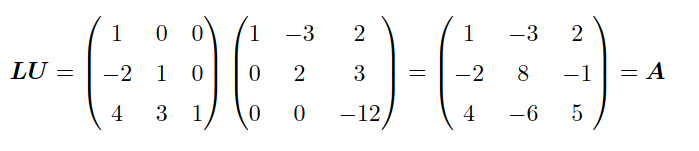 1 0 0 1 −3 2 1 −3 2
LU = −2 1 0 0 2 3 = −2 8 −1 = A
4 3 1 0 0 −12 4 −6 5